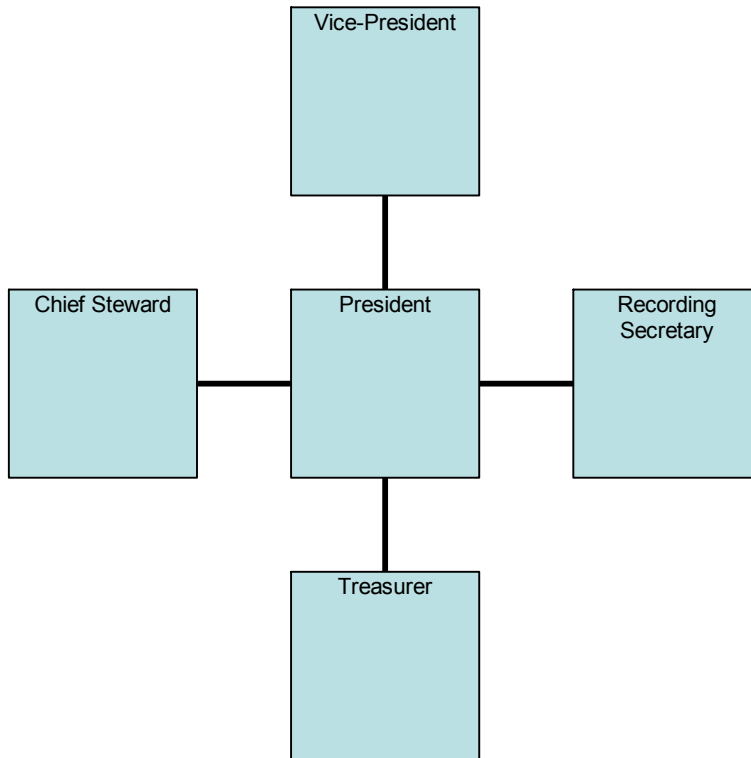 Vice-President
Chief Steward
President
Recording
Secretary
Treasurer